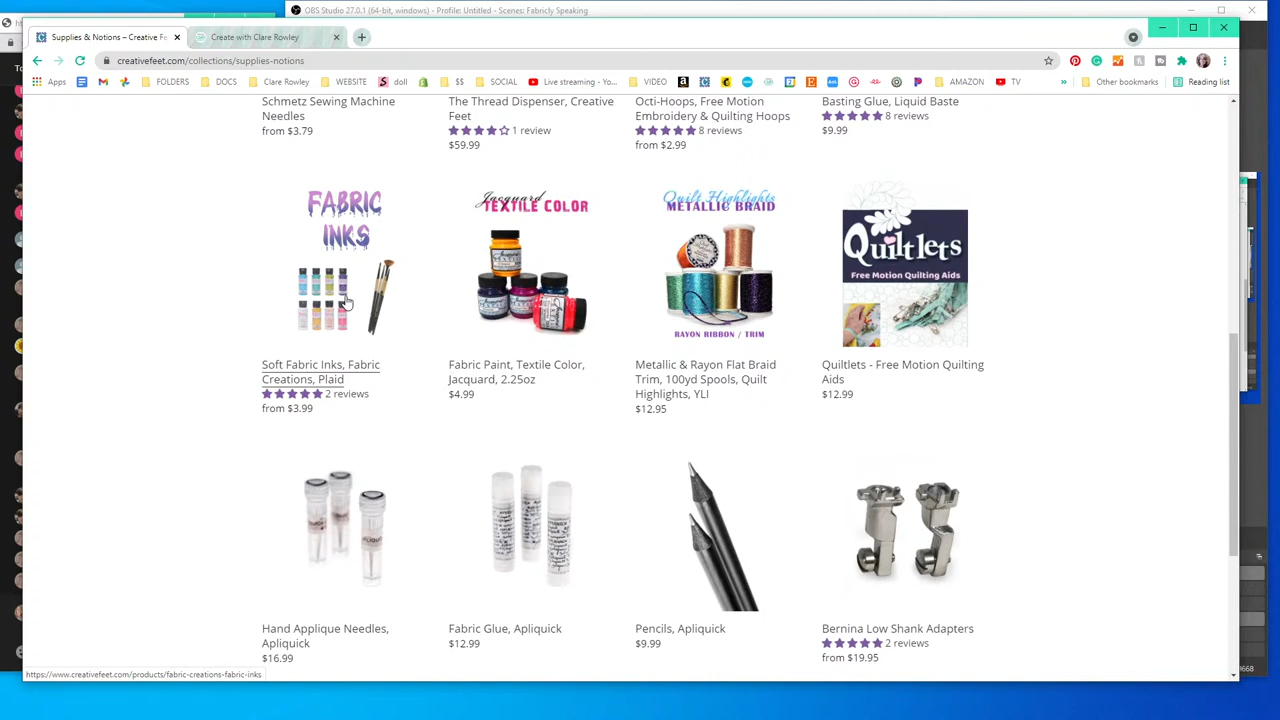 OBS Studio 27.0.1 (64-bit, windows) - Profile: Untitled - Scenes: Fabricly Speaking
Supplies & Notions – Creative Fe
Create with Clare Rowley
creativefeet.com/collections/supplies-notions
Apps
FOLDERS
DOCS
Clare Rowley
WEBSITE
doll
$$
SOCIAL
Live streaming - Yo...
VIDEO
AMAZON
TV
»
Other bookmarks
Reading list
Schmetz Sewing Machine
Needles
from $3.79
The Thread Dispenser, Creative
Feet
1 review
$59.99
Octi-Hoops, Free Motion
Embroidery & Quilting Hoops
8 reviews
from $2.99
Basting Glue, Liquid Baste
8 reviews
$9.99
FABRIC
INKS
Jacquard
TEXTILE COLOR
Quilt Highlights
METALLIC BRAID
RAYON RIBBON / TRIM
Quiltlets
Free Motion Quilting Aids
Soft Fabric Inks, Fabric
Creations, Plaid
2 reviews
from $3.99
Fabric Paint, Textile Color,
Jacquard, 2.25oz
$4.99
Metallic & Rayon Flat Braid
Trim, 100yd Spools, Quilt
Highlights, YLI
$12.95
Quiltlets - Free Motion Quilting
Aids
$12.99
Hand Applique Needles,
Apliquick
$16.99
Fabric Glue, Apliquick
$12.99
Pencils, Apliquick
$9.99
Bernina Low Shank Adapters
2 reviews
from $19.95
https://www.creativefeet.com/products/fabric-creations-fabric-inks